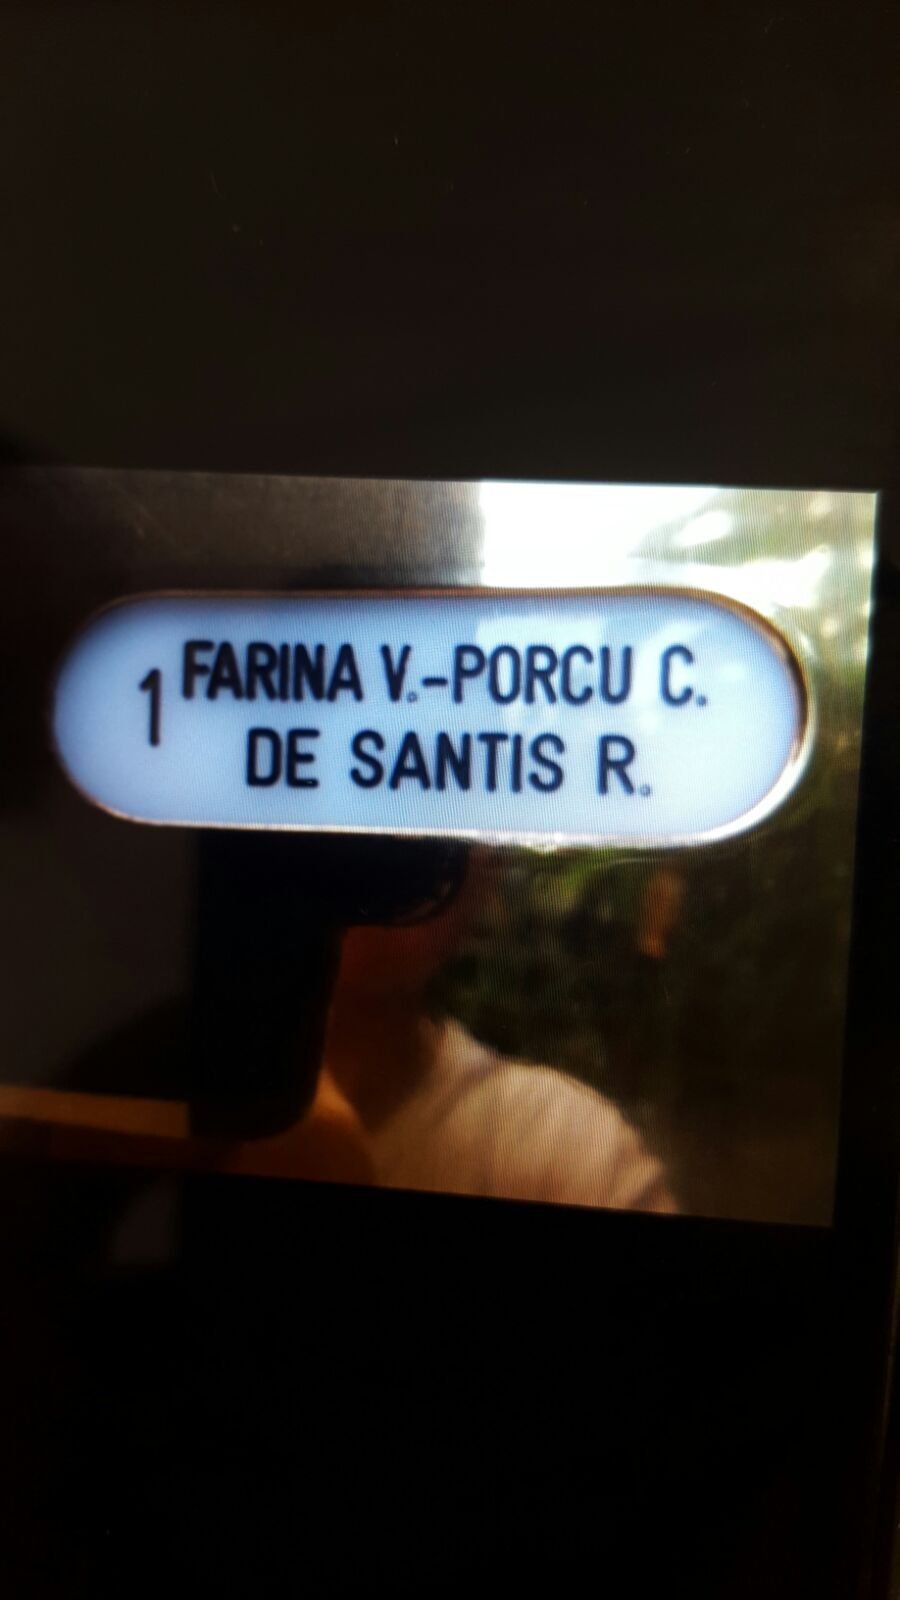 1 FARINA V.-PORCU C.
DE SANTIS R.